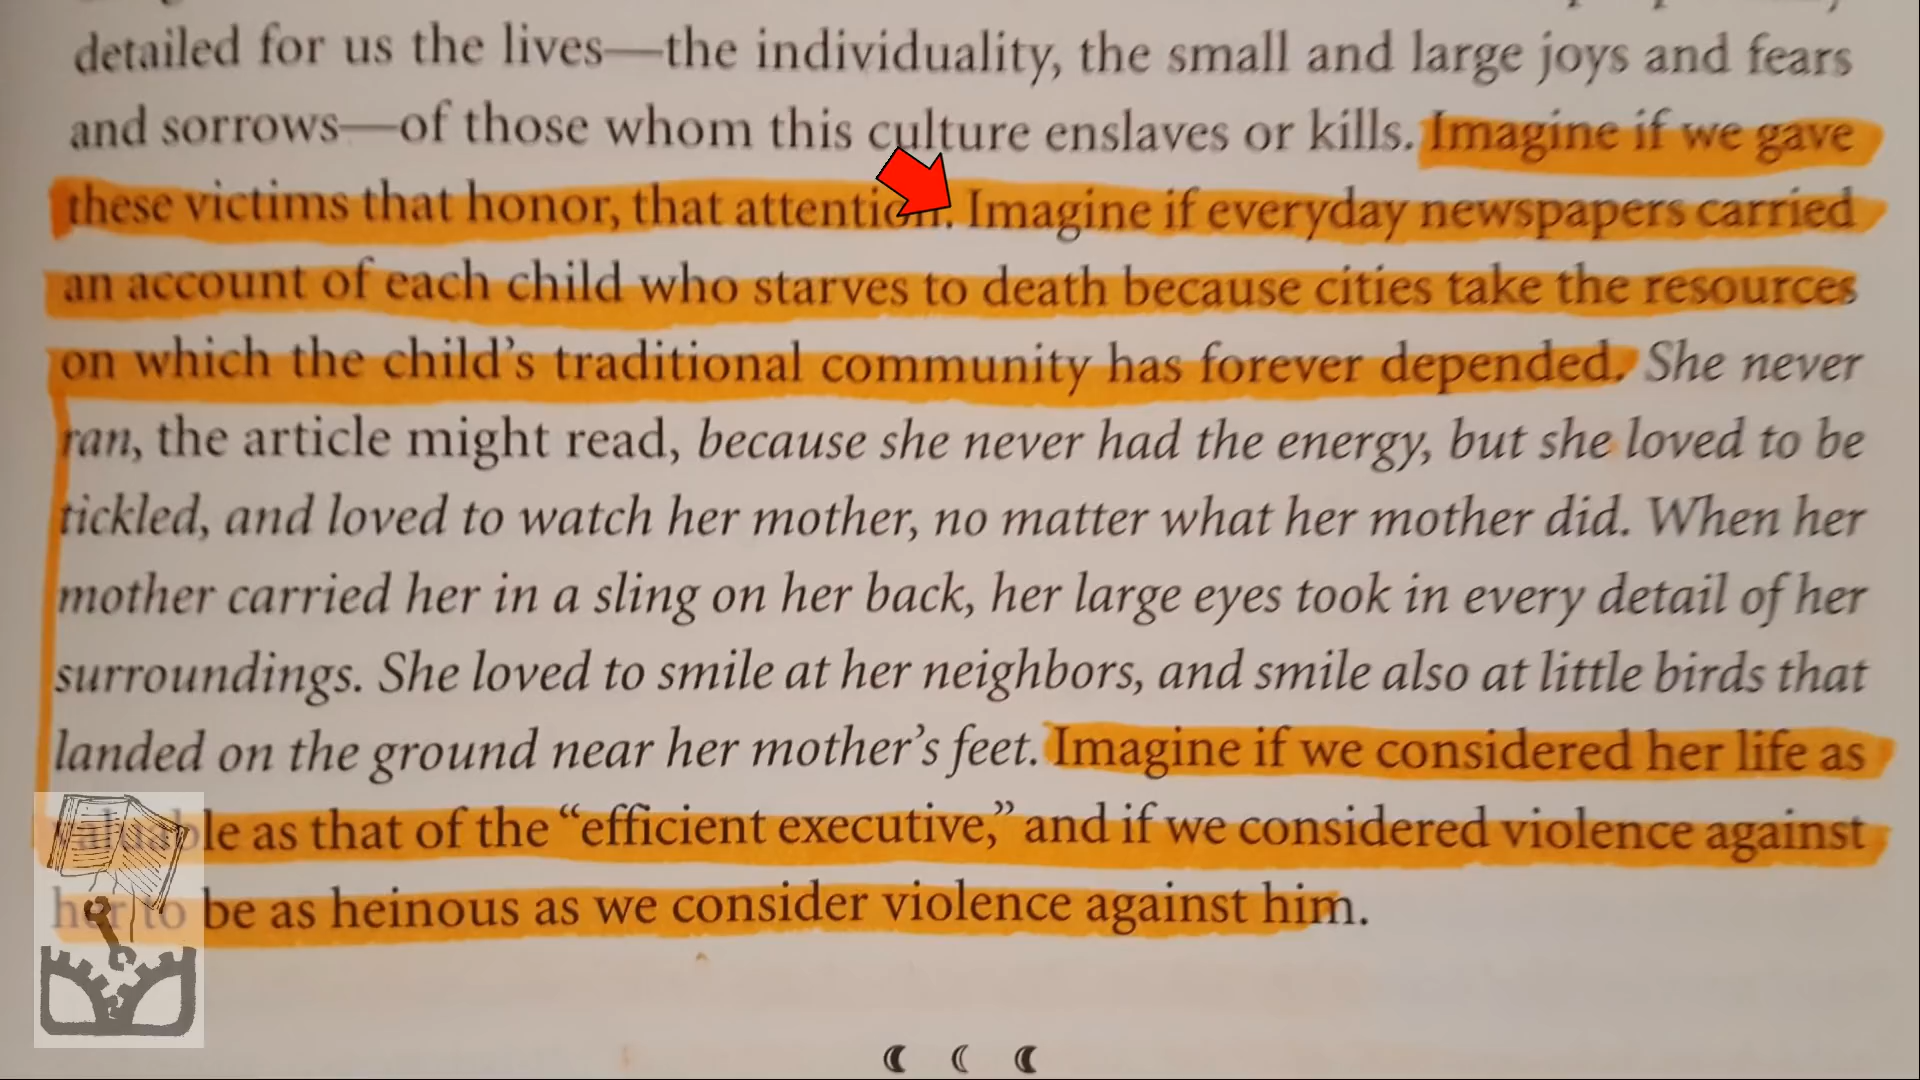 detailed for us the lives—the individuality, the small and large joys and fears
and sorrows—of those whom this culture enslaves or kills. Imagine if we gave
these victims that honor, that attention. Imagine if everyday newspapers carried
an account of each child who starves to death because cities take the resources
on which the child’s traditional community has forever depended. She never
ran, the article might read, because she never had the energy, but she loved to be
tickled, and loved to watch her mother, no matter what her mother did. When her
mother carried her in a sling on her back, her large eyes took in every detail of her
surroundings. She loved to smile at her neighbors, and smile also at little birds that
landed on the ground near her mother’s feet. Imagine if we considered her life as
valuable as that of the “efficient executive,” and if we considered violence against
her to be as heinous as we consider violence against him.